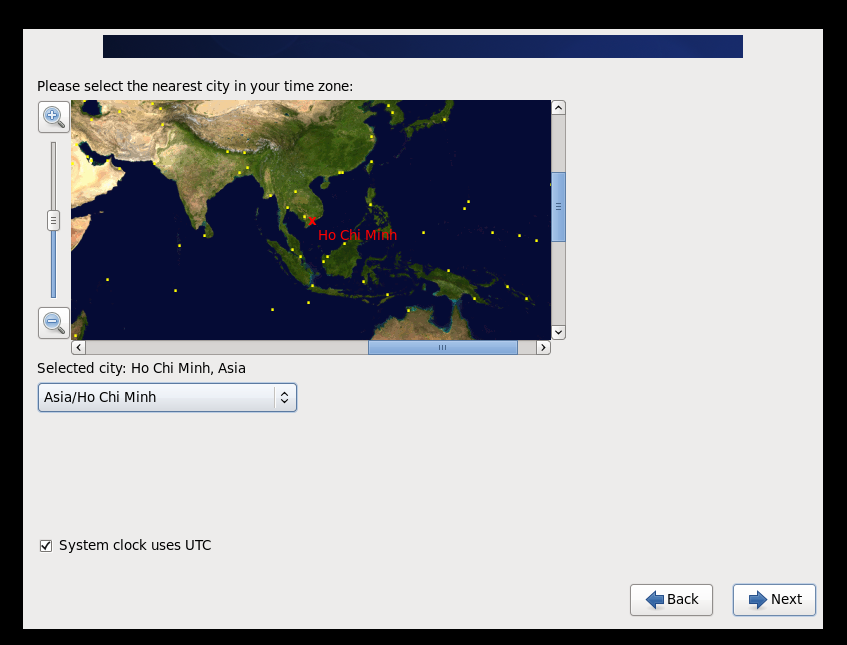 Please select the nearest city in your time zone:
Ho Chi Minh
Selected city: Ho Chi Minh, Asia
Asia/Ho Chi Minh
System clock uses UTC
Back
Next